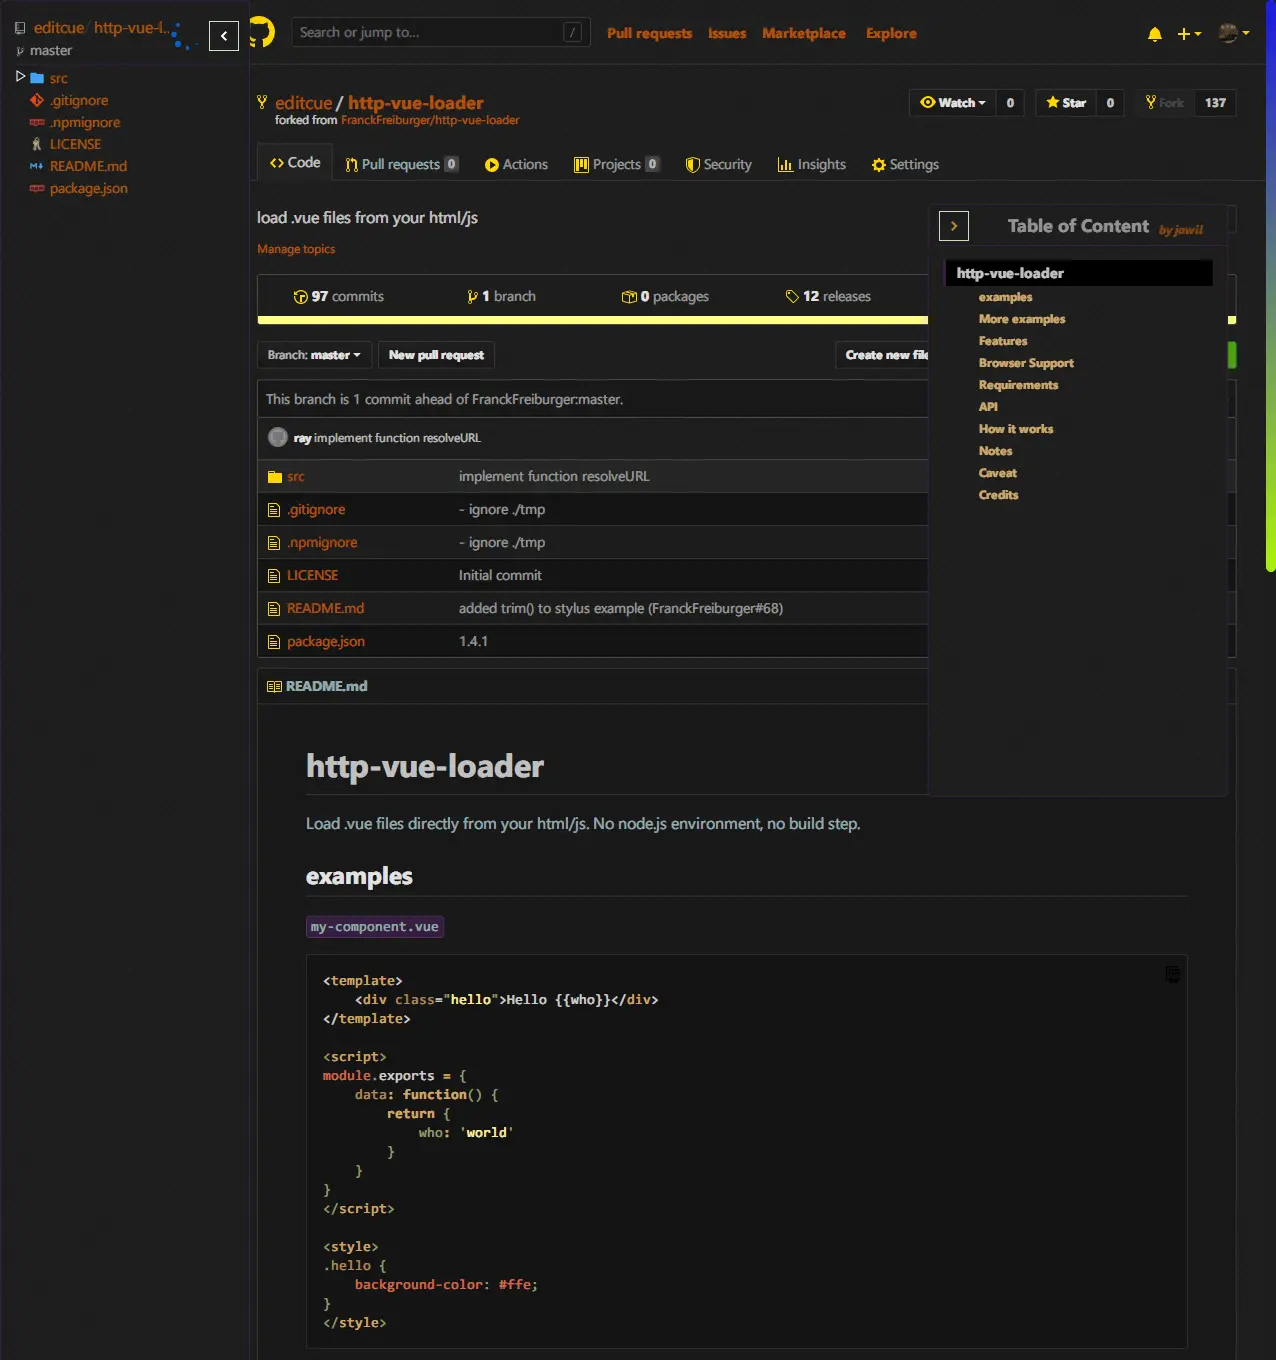 editcue / http-vue-l...
master
src
.gitignore
.npmignore
LICENSE
README.md
package.json
Search or jump to... /
Pull requests Issues Marketplace Explore
editcue / http-vue-loader
forked from FranckFreiburger/http-vue-loader
Watch 0 Star 0 Fork 137
Code Pull requests 0 Actions Projects 0 Security Insights Settings
load .vue files from your html/js
Manage topics
97 commits 1 branch 0 packages 12 releases
Branch: master New pull request Create new file
This branch is 1 commit ahead of FranckFreiburger:master.
ray implement function resolveURL
src implement function resolveURL
.gitignore - ignore ./tmp
.npmignore - ignore ./tmp
LICENSE Initial commit
README.md added trim() to stylus example (FranckFreiburger#68)
package.json 1.4.1
Table of Content by jawil
http-vue-loader
examples
More examples
Features
Browser Support
Requirements
API
How it works
Notes
Caveat
Credits
README.md
http-vue-loader
Load .vue files directly from your html/js. No node.js environment, no build step.
examples
my-component.vue
<template>
    <div class="hello">Hello {{who}}</div>
</template>
<script>
module.exports = {
    data: function() {
        return {
            who: 'world'
        }
    }
}
</script>
<style>
.hello {
    background-color: #ffe;
}
</style>